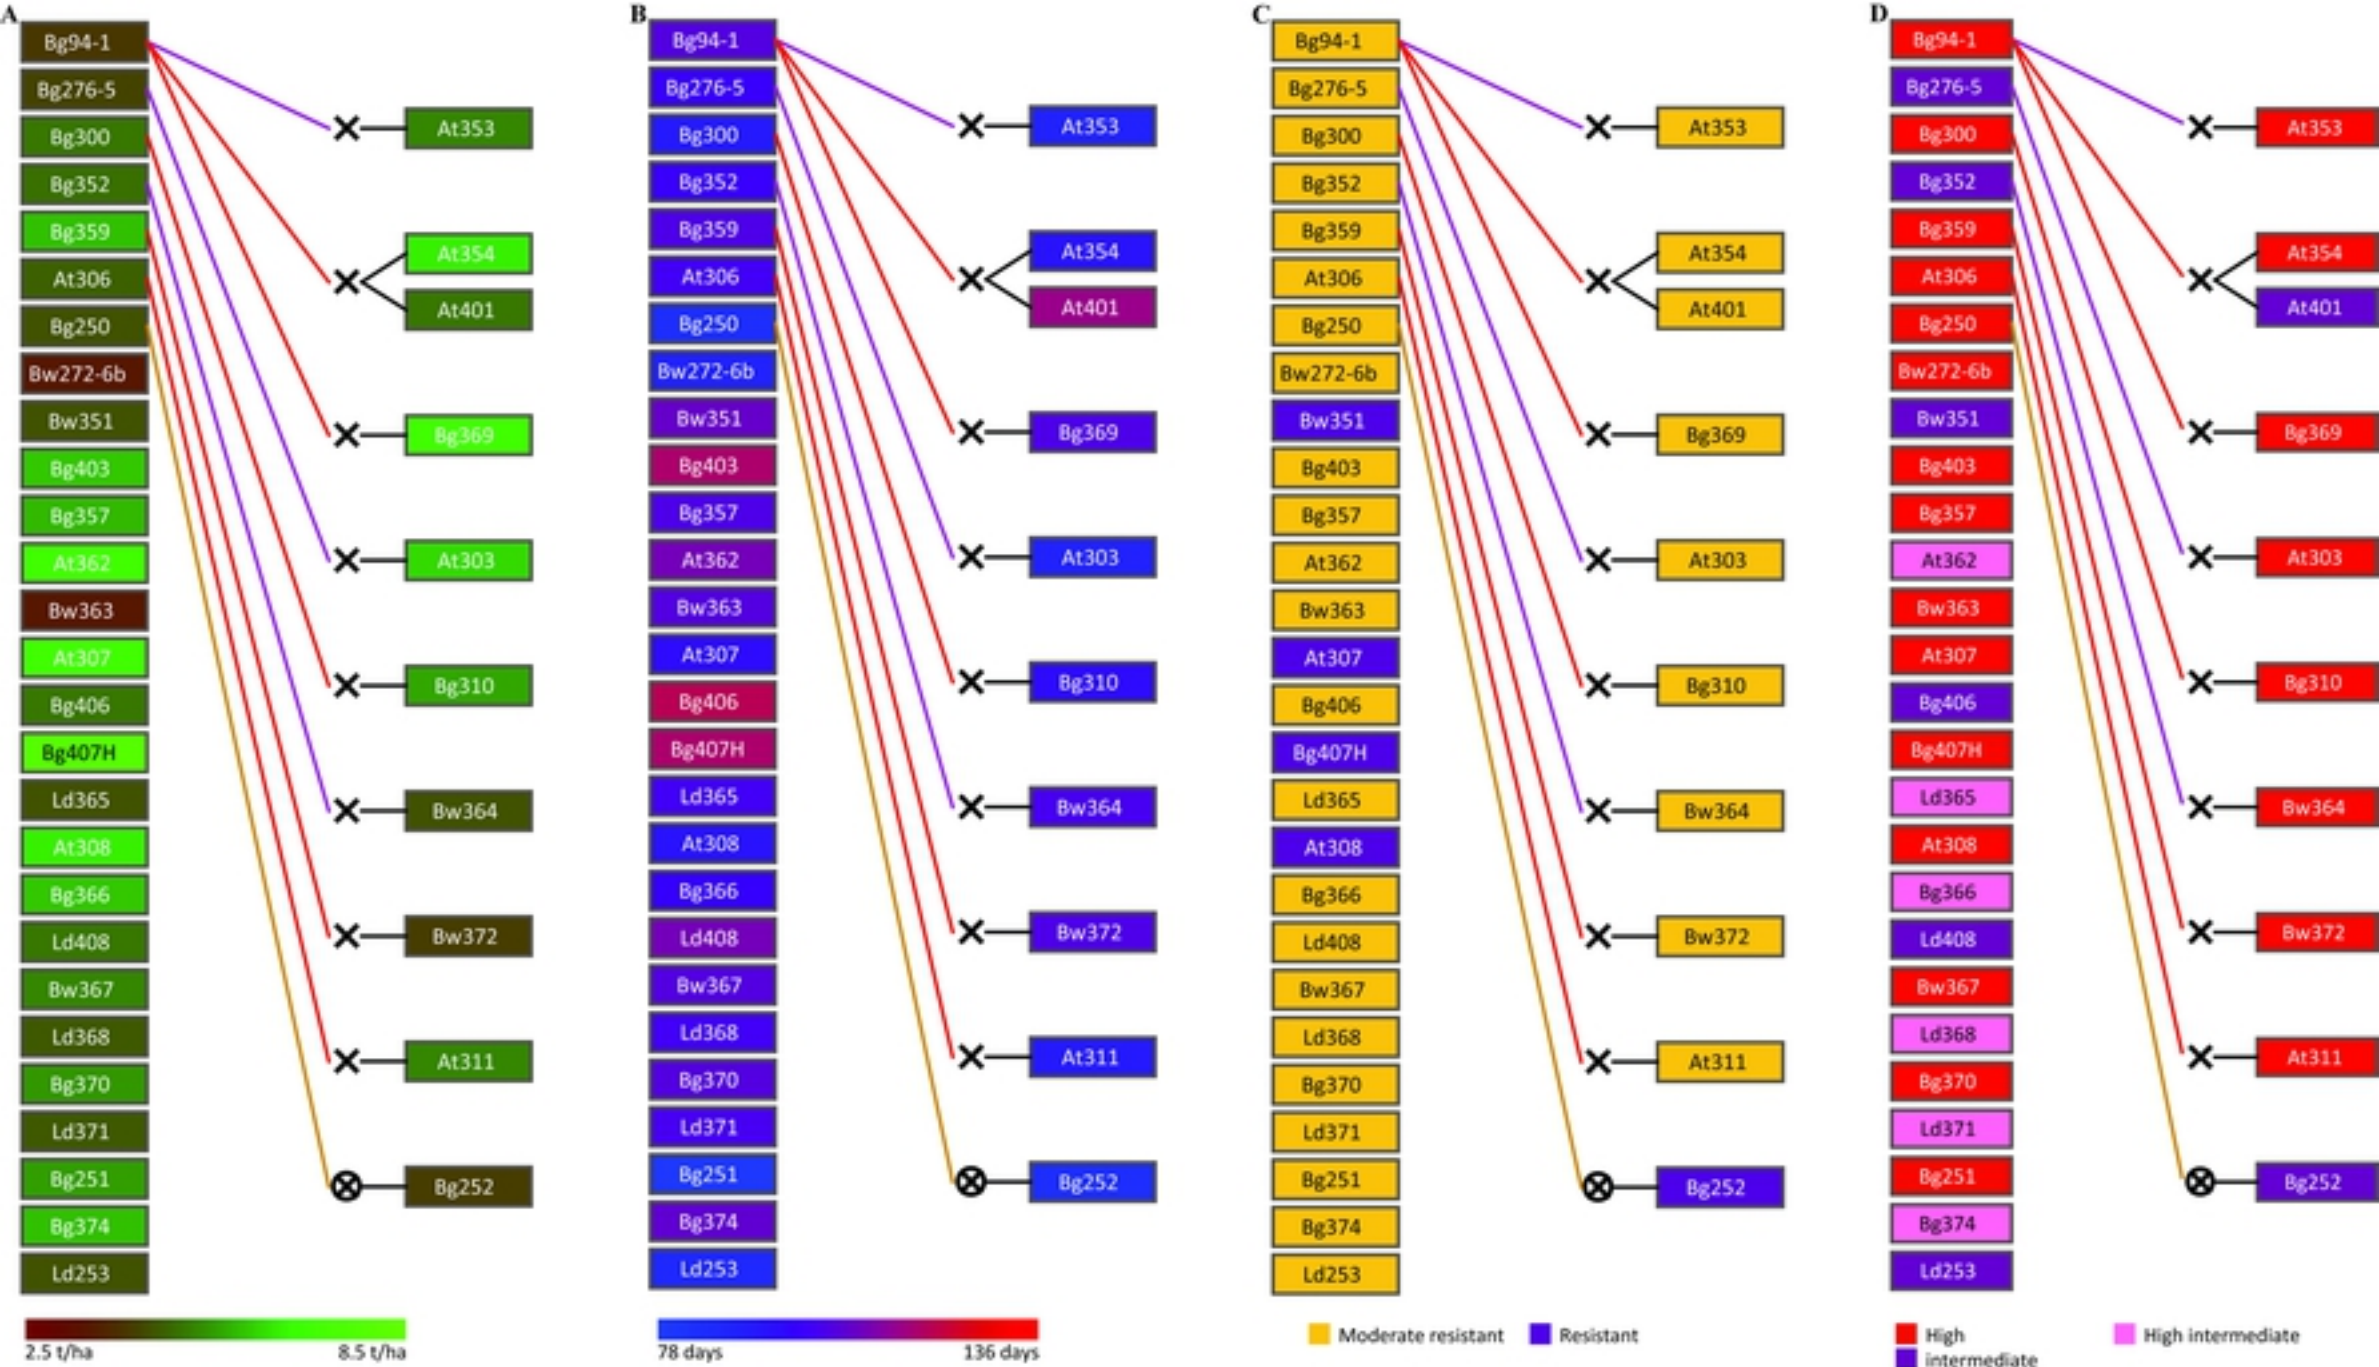 A
Bg94-1
Bg276-5
Bg300
Bg352
Bg359
At306
Bg250
Bw272-6b
Bw351
Bg403
Bg357
At362
Bw363
At307
Bg406
Bg407H
Ld365
At308
Bg366
Ld408
Bw367
Ld368
Bg370
Ld371
Bg251
Bg374
Ld253
At353
At354
At401
Bg369
At303
Bg310
Bw364
Bw372
At311
Bg252
2.5 t/ha 8.5 t/ha
B
Bg94-1
Bg276-5
Bg300
Bg352
Bg359
At306
Bg250
Bw272-6b
Bw351
Bg403
Bg357
At362
Bw363
At307
Bg406
Bg407H
Ld365
At308
Bg366
Ld408
Bw367
Ld368
Bg370
Ld371
Bg251
Bg374
Ld253
At353
At354
At401
Bg369
At303
Bg310
Bw364
Bw372
At311
Bg252
78 days 136 days
C
Bg94-1
Bg276-5
Bg300
Bg352
Bg359
At306
Bg250
Bw272-6b
Bw351
Bg403
Bg357
At362
Bw363
At307
Bg406
Bg407H
Ld365
At308
Bg366
Ld408
Bw367
Ld368
Bg370
Ld371
Bg251
Bg374
Ld253
At353
At354
At401
Bg369
At303
Bg310
Bw364
Bw372
At311
Bg252
Moderate resistant Resistant
D
Bg94-1
Bg276-5
Bg300
Bg352
Bg359
At306
Bg250
Bw272-6b
Bw351
Bg403
Bg357
At362
Bw363
At307
Bg406
Bg407H
Ld365
At308
Bg366
Ld408
Bw367
Ld368
Bg370
Ld371
Bg251
Bg374
Ld253
At353
At354
At401
Bg369
At303
Bg310
Bw364
Bw372
At311
Bg252
High High intermediate
intermediate